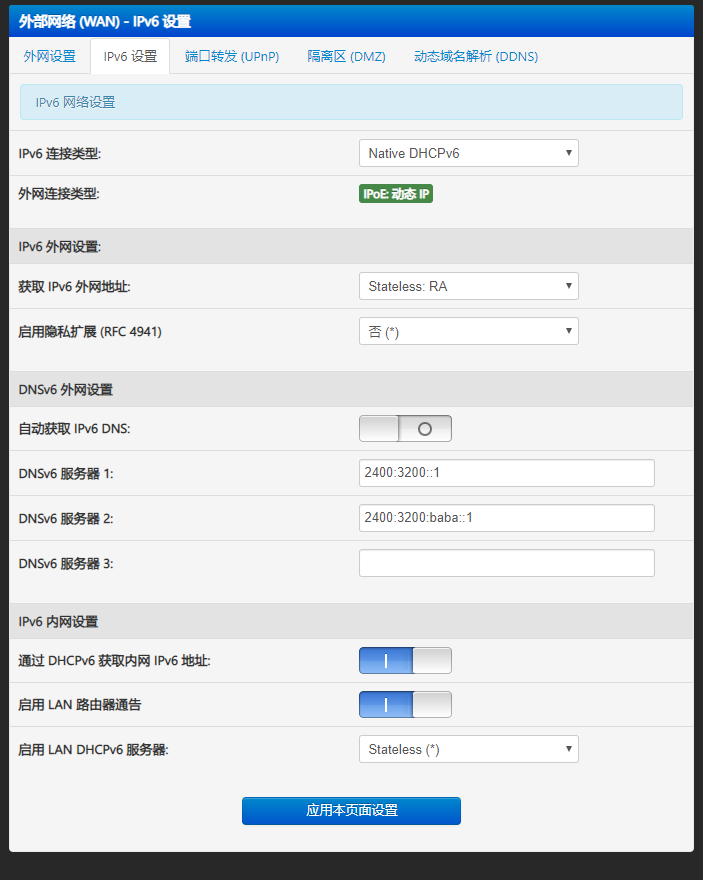 外部网络 (WAN) - IPv6 设置
外网设置 IPv6 设置 端口转发 (UPnP) 隔离区 (DMZ) 动态域名解析 (DDNS)
IPv6 网络设置
IPv6 连接类型: Native DHCPv6
外网连接类型: IPoE: 动态 IP
IPv6 外网设置:
获取 IPv6 外网地址: Stateless: RA
启用隐私扩展 (RFC 4941) 否 (*)
DNSv6 外网设置
自动获取 IPv6 DNS:
DNSv6 服务器 1: 2400:3200::1
DNSv6 服务器 2: 2400:3200:baba::1
DNSv6 服务器 3:
IPv6 内网设置
通过 DHCPv6 获取内网 IPv6 地址:
启用 LAN 路由器通告
启用 LAN DHCPv6 服务器: Stateless (*)
应用本页面设置